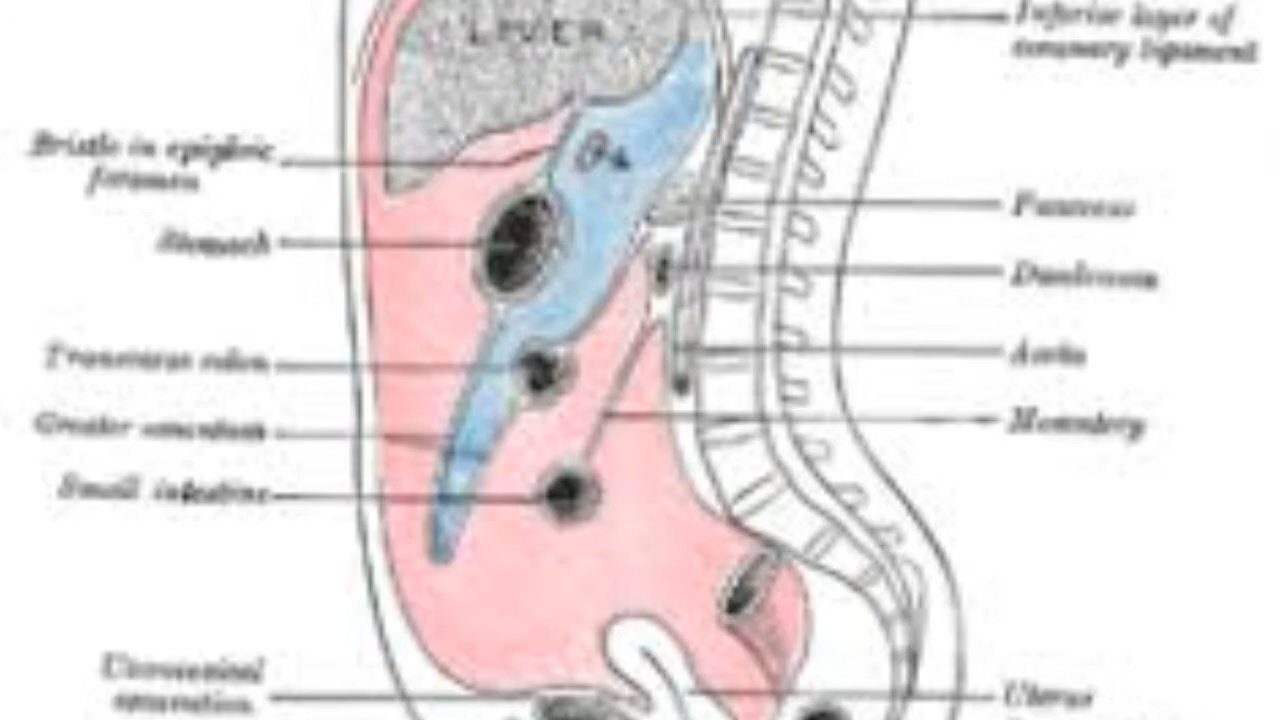 LIVER
Inferior layer of
coronary ligament
Bristle in epiploic
foramen
Stomach
Pancreas
Duodenum
Transverse colon
Aorta
Greater omentum
Mesentery
Small intestine
Uterovesical
excavation
Uterus